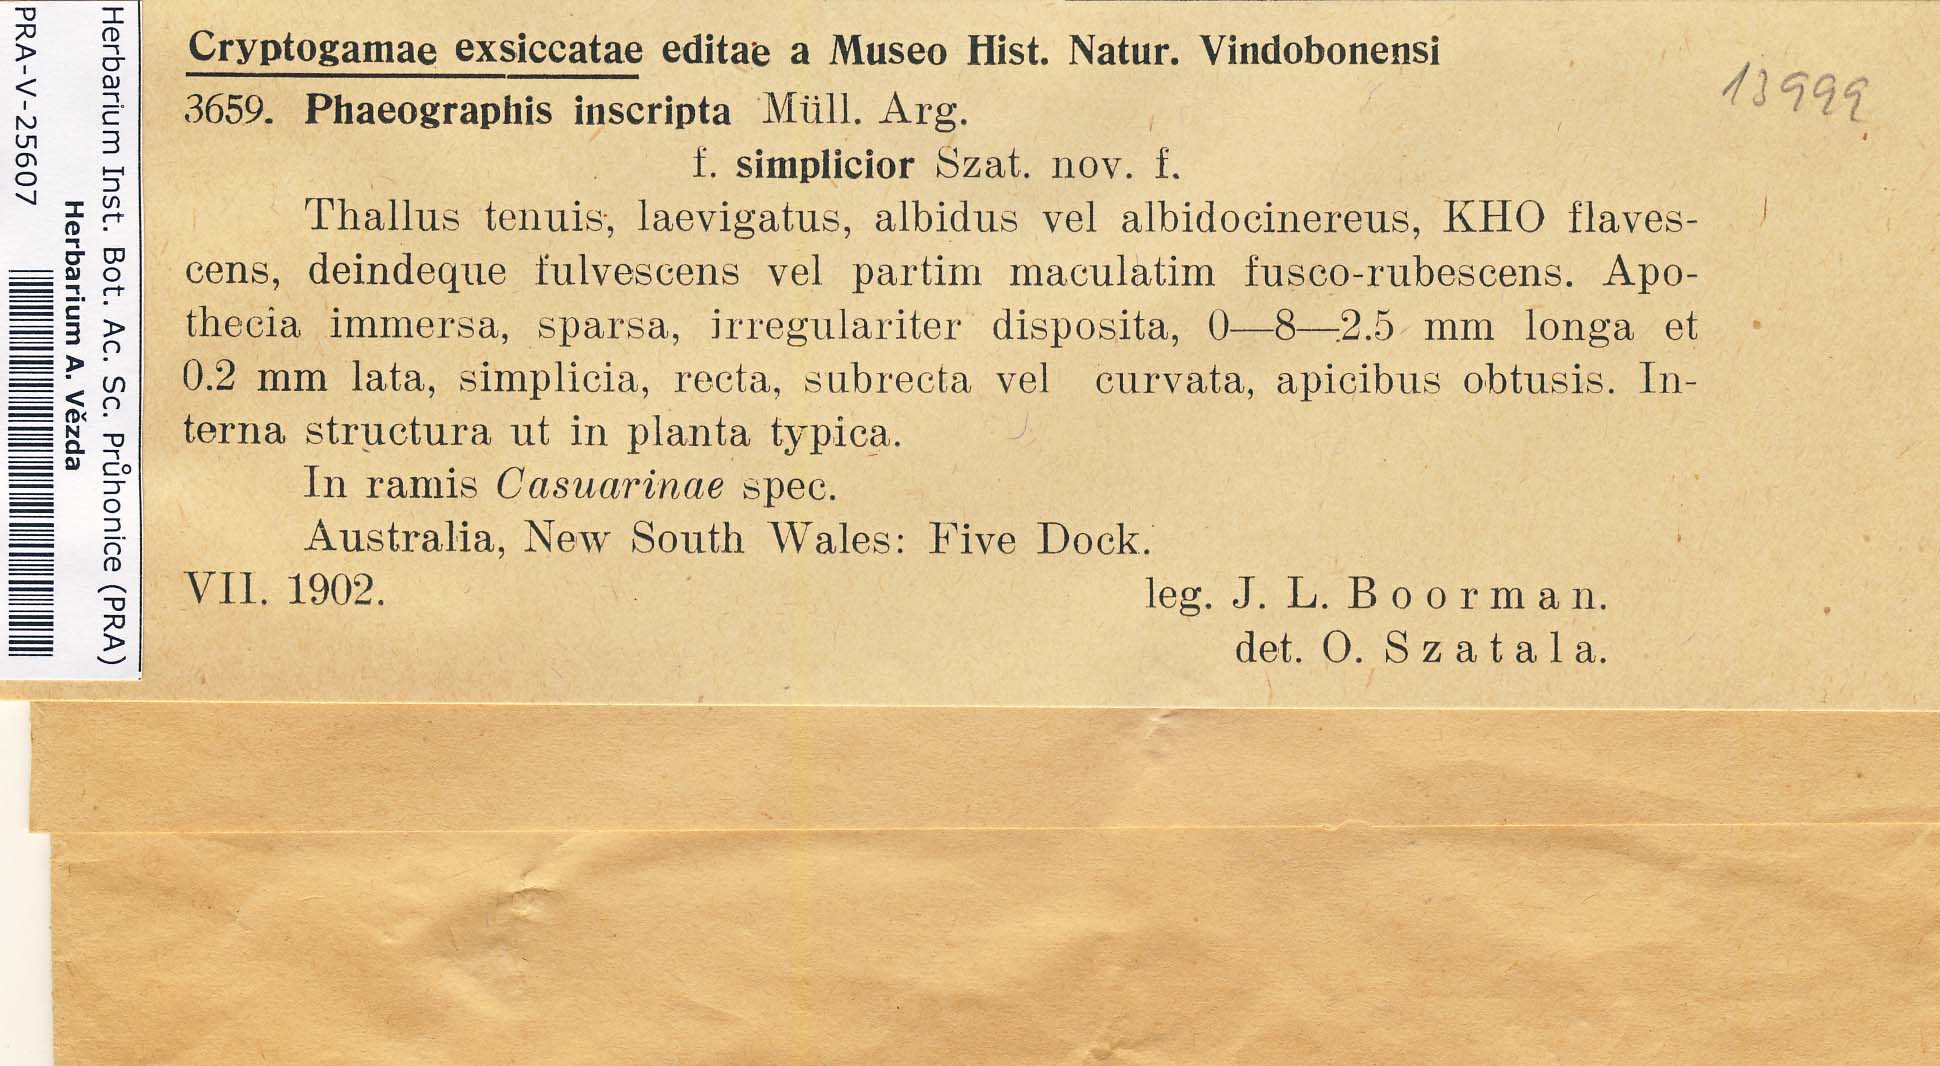 Cryptogamae exsiccatae editae a Museo Hist. Natur. Vindobonensi
13999
3659. Phaeographis inscripta Müll. Arg.
f. simplicior Szat. nov. f.
Thallus tenuis, laevigatus, albidus vel albidocinereus, KHO flaves-
cens, deindeque fulvescens vel partim maculatim fusco-rubescens. Apo-
thecia immersa, sparsa, irregulariter disposita, 0—8—2.5 mm longa et
0.2 mm lata, simplicia, recta, subrecta vel curvata, apicibus obtusis. In-
terna structura ut in planta typica.
In ramis Casuarinae spec.
Australia, New South Wales: Five Dock.
VII. 1902. leg. J. L. Boorman.
det. O. Szatala.
Herbarium Inst. Bot. Ac. Sc. Průhonice (PRA)
Herbarium A. Vězda
PRA-V-25607